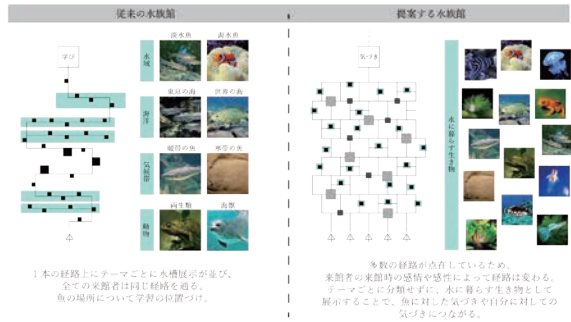 従来の水族館
学び
水域
淡水魚
海水魚
海洋
東京の海
世界の海
気候帯
暖帯の魚
寒帯の魚
動物
両生類
海獣
1本の経路上にテーマごとに水槽展示が並び、
全ての来館者は同じ経路を通る。
魚の場所について学習の位置づけ。
提案する水族館
気づき
水に暮らす生き物
多数の経路が点在しているため、
来館者の来館時の感情や感性によって経路は変わる。
テーマごとに分類せずに、水に暮らす生き物として
展示することで、魚に対した気づきや自分に対しての
気づきにつながる。